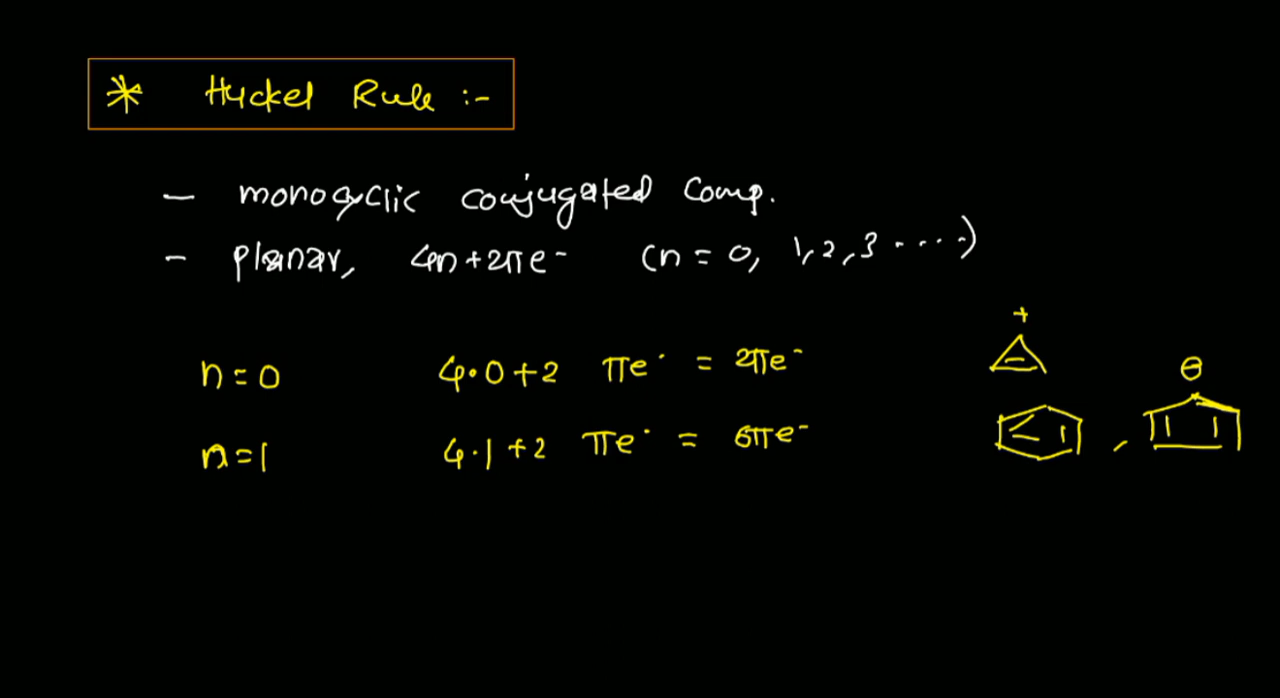 * Huckel Rule :-
- monocyclic conjugated Comp.
- planar, 4n+2πe⁻ (n = 0, 1, 2, 3 ....)
n = 0 4·0+2 πe⁻ = 2πe⁻
+
n = 1 4·1+2 πe⁻ = 6πe⁻ ,
⊖